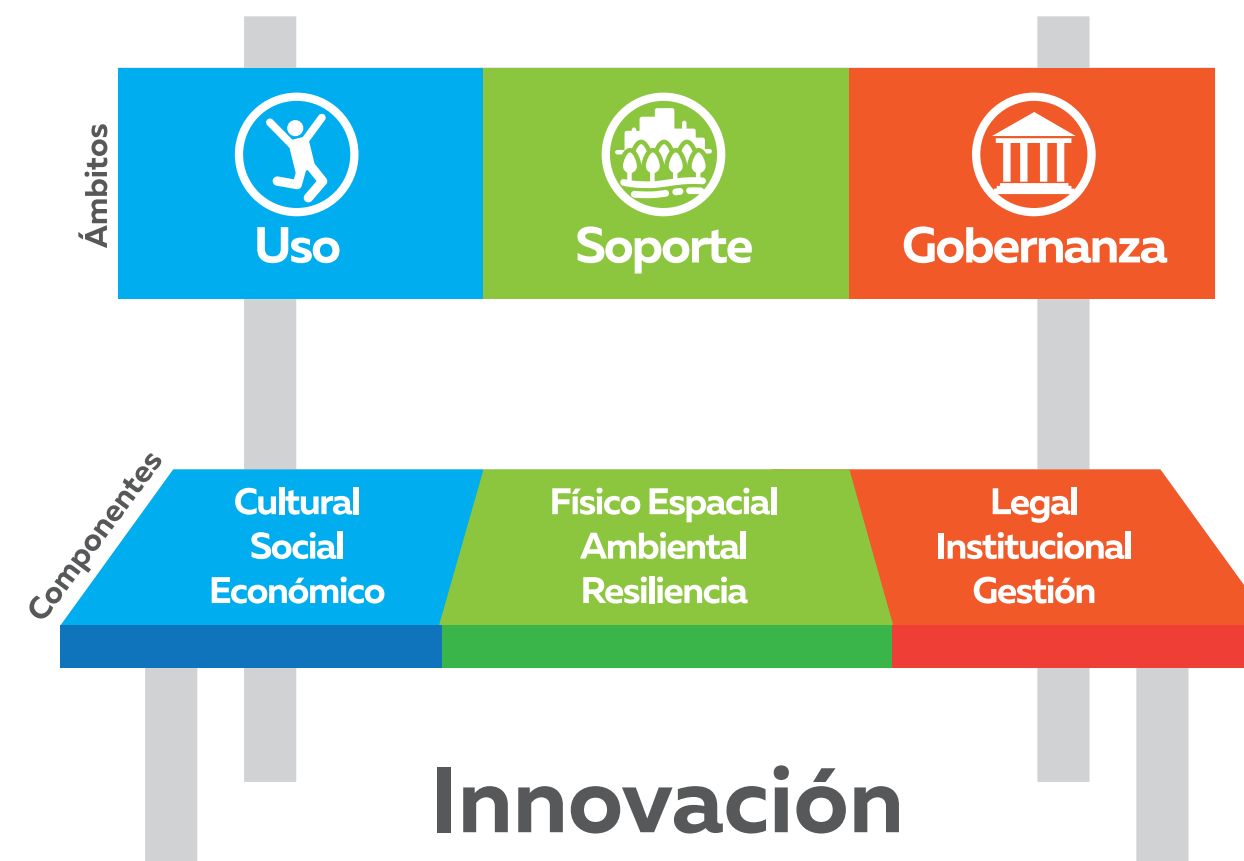 Ámbitos
Uso
Soporte
Gobernanza
Componentes
Cultural
Social
Económico
Físico Espacial
Ambiental
Resiliencia
Legal
Institucional
Gestión
Innovación